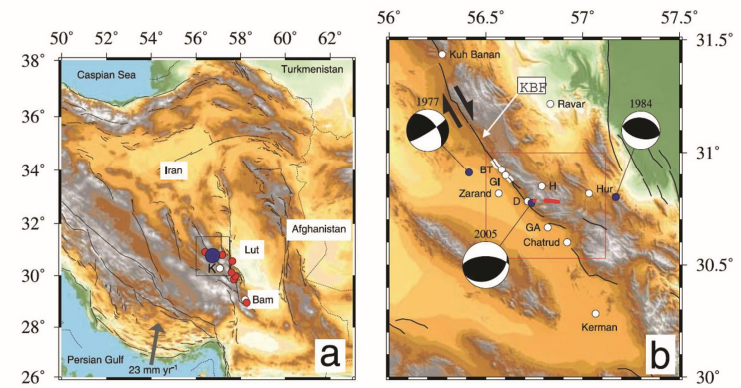 50° 52° 54° 56° 58° 60° 62°
38°
36°
34°
32°
30°
28°
26°
Caspian Sea
Turkmenistan
Iran
Afghanistan
Lut
K
Bam
Persian Gulf
23 mm yr⁻¹
a
56° 56.5° 57° 57.5°
31.5°
31°
30.5°
30°
Kuh Banan
KBF
Ravar
1977
1984
BT
GI
Zarand
H
Hur
D
GA
Chatrud
2005
Kerman
b